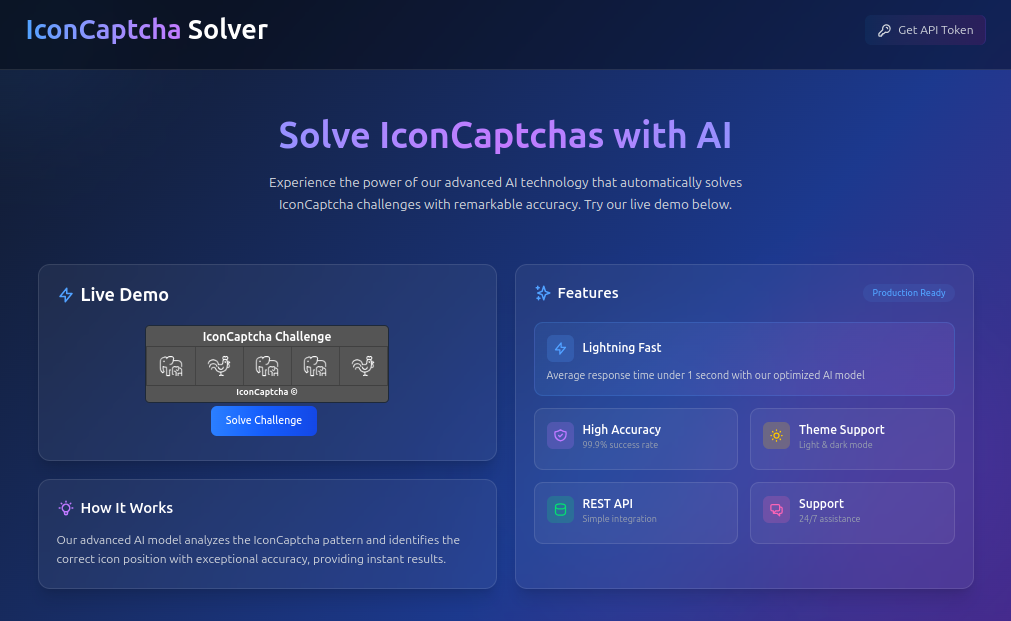 IconCaptcha Solver
Get API Token
Solve IconCaptchas with AI
Experience the power of our advanced AI technology that automatically solves
IconCaptcha challenges with remarkable accuracy. Try our live demo below.
Live Demo
IconCaptcha Challenge
IconCaptcha ©
Solve Challenge
How It Works
Our advanced AI model analyzes the IconCaptcha pattern and identifies the
correct icon position with exceptional accuracy, providing instant results.
Features
Production Ready
Lightning Fast
Average response time under 1 second with our optimized AI model
High Accuracy
99.9% success rate
Theme Support
Light & dark mode
REST API
Simple integration
Support
24/7 assistance